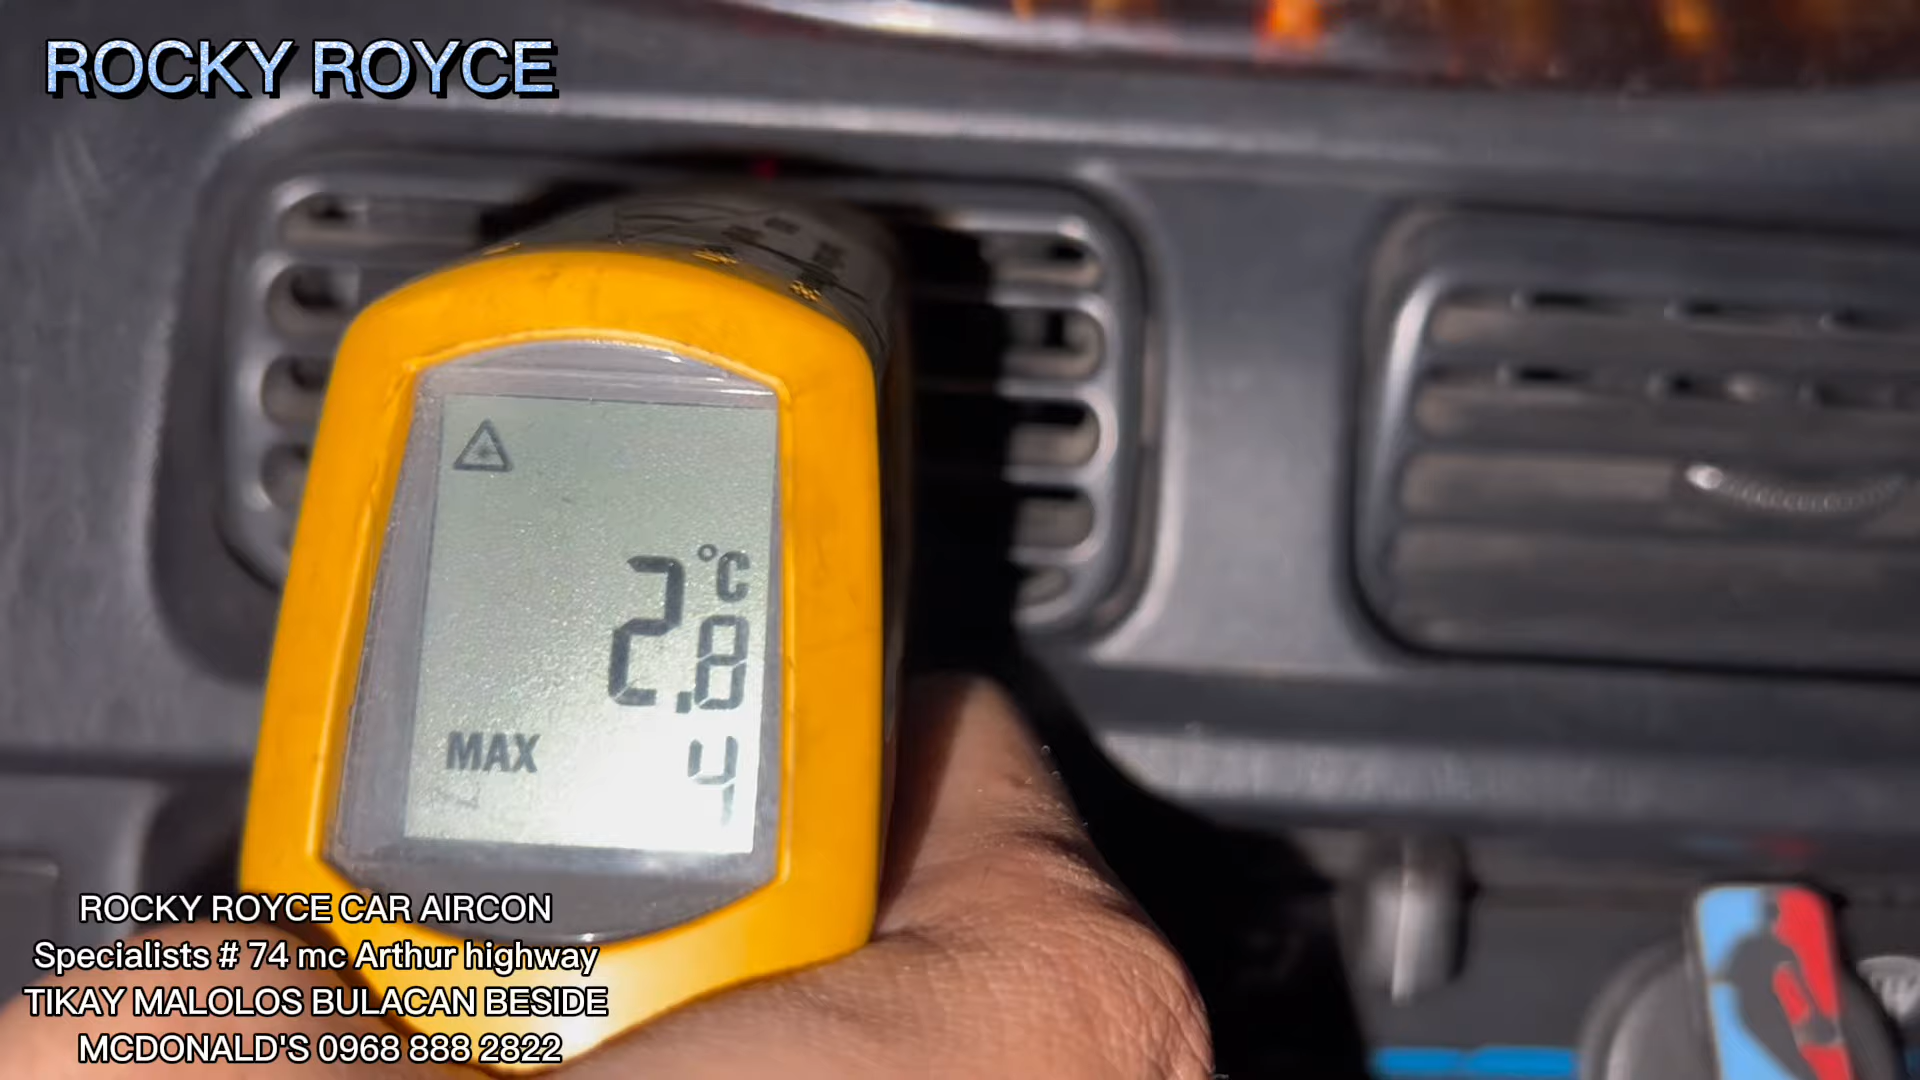 ROCKY ROYCE
°C
2.8
MAX 4
ROCKY ROYCE CAR AIRCON
Specialists # 74 mc Arthur highway
TIKAY MALOLOS BULACAN BESIDE
MCDONALD'S 0968 888 2822